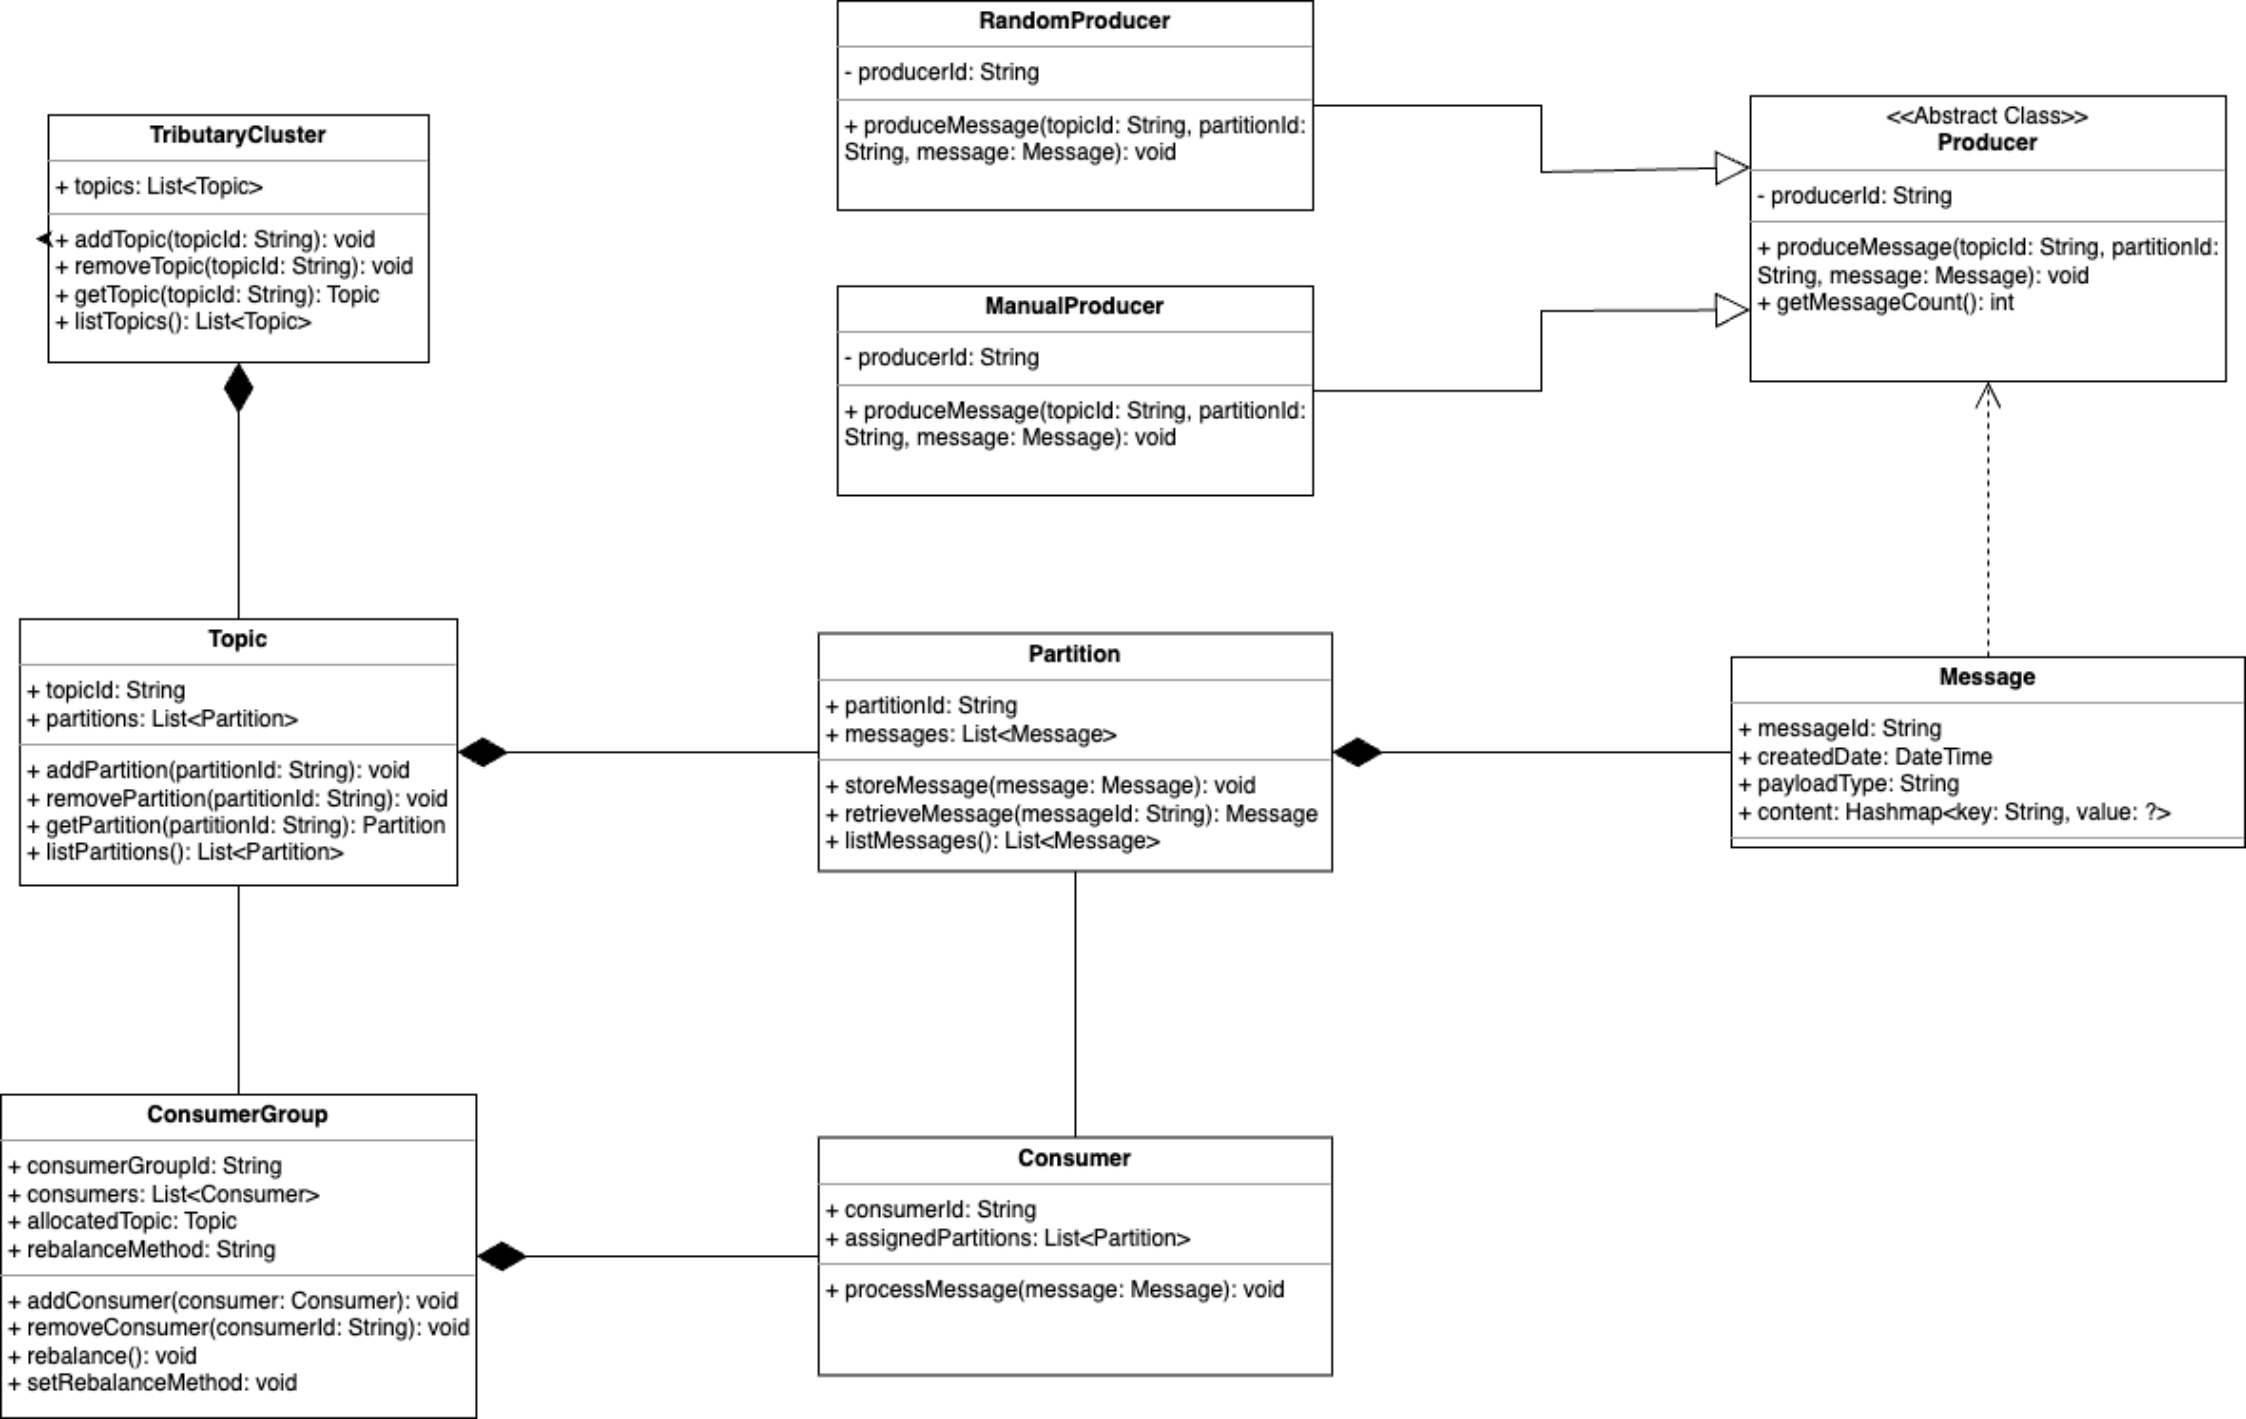 RandomProducer
- producerId: String
+ produceMessage(topicId: String, partitionId:
String, message: Message): void
<<Abstract Class>>
Producer
- producerId: String
+ produceMessage(topicId: String, partitionId:
String, message: Message): void
+ getMessageCount(): int
TributaryCluster
+ topics: List<Topic>
+ addTopic(topicId: String): void
+ removeTopic(topicId: String): void
+ getTopic(topicId: String): Topic
+ listTopics(): List<Topic>
ManualProducer
- producerId: String
+ produceMessage(topicId: String, partitionId:
String, message: Message): void
Topic
+ topicId: String
+ partitions: List<Partition>
+ addPartition(partitionId: String): void
+ removePartition(partitionId: String): void
+ getPartition(partitionId: String): Partition
+ listPartitions(): List<Partition>
Partition
+ partitionId: String
+ messages: List<Message>
+ storeMessage(message: Message): void
+ retrieveMessage(messageId: String): Message
+ listMessages(): List<Message>
Message
+ messageId: String
+ createdDate: DateTime
+ payloadType: String
+ content: Hashmap<key: String, value: ?>
ConsumerGroup
+ consumerGroupId: String
+ consumers: List<Consumer>
+ allocatedTopic: Topic
+ rebalanceMethod: String
+ addConsumer(consumer: Consumer): void
+ removeConsumer(consumerId: String): void
+ rebalance(): void
+ setRebalanceMethod: void
Consumer
+ consumerId: String
+ assignedPartitions: List<Partition>
+ processMessage(message: Message): void